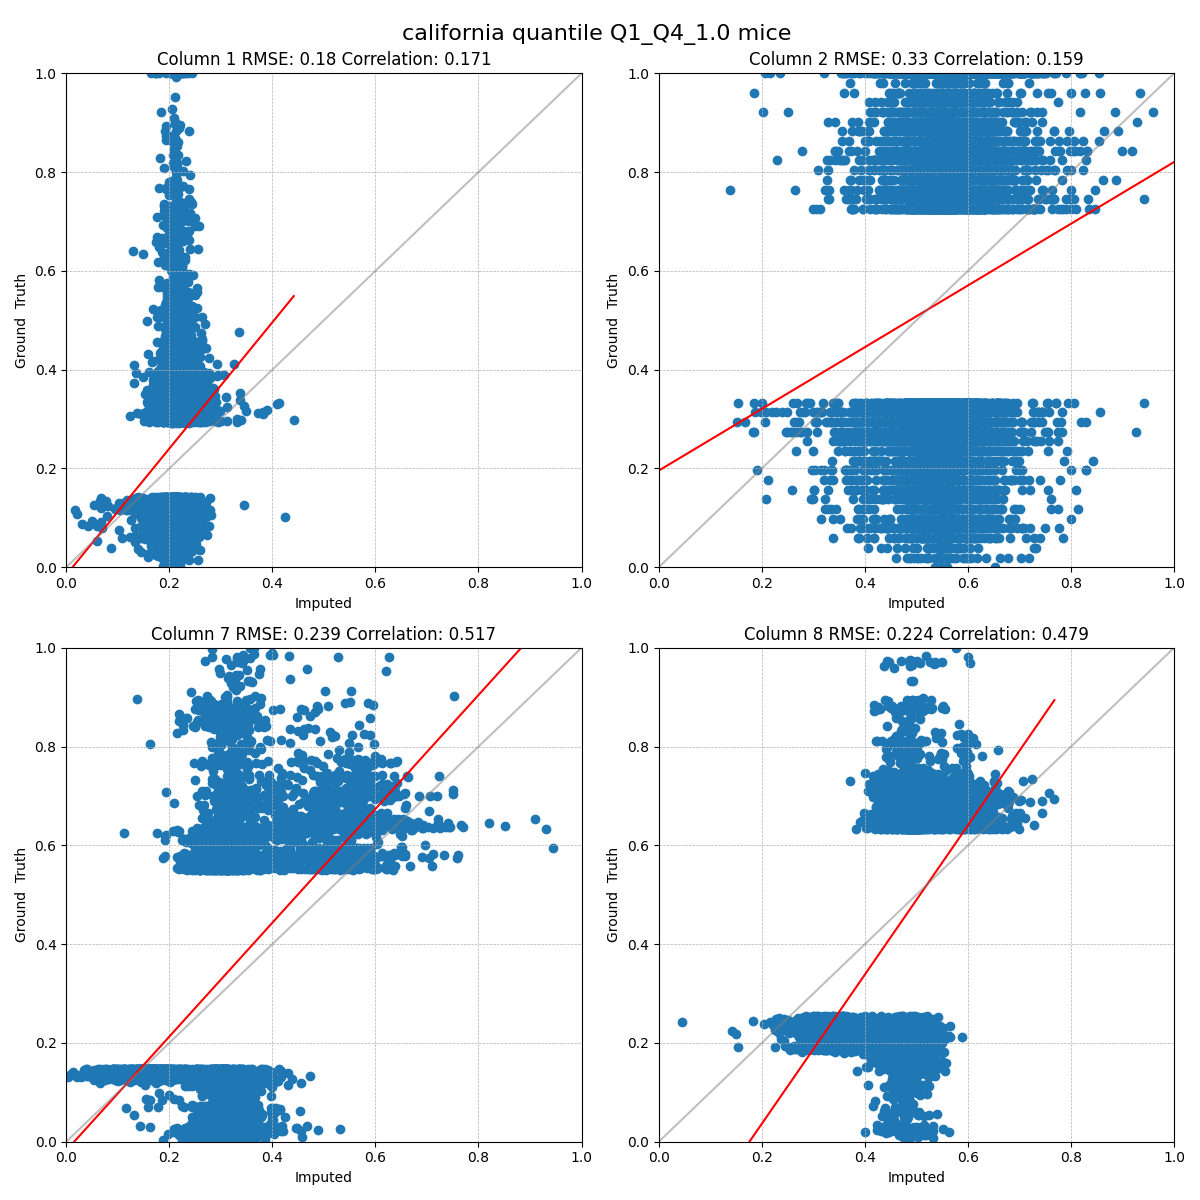 california quantile Q1_Q4_1.0 mice
Column 1 RMSE: 0.18 Correlation: 0.171
1.0
0.8
0.6
0.4
0.2
0.0
Ground Truth
0.0 0.2 0.4 0.6 0.8 1.0
Imputed
Column 2 RMSE: 0.33 Correlation: 0.159
1.0
0.8
0.6
0.4
0.2
0.0
Ground Truth
0.0 0.2 0.4 0.6 0.8 1.0
Imputed
Column 7 RMSE: 0.239 Correlation: 0.517
1.0
0.8
0.6
0.4
0.2
0.0
Ground Truth
0.0 0.2 0.4 0.6 0.8 1.0
Imputed
Column 8 RMSE: 0.224 Correlation: 0.479
1.0
0.8
0.6
0.4
0.2
0.0
Ground Truth
0.0 0.2 0.4 0.6 0.8 1.0
Imputed